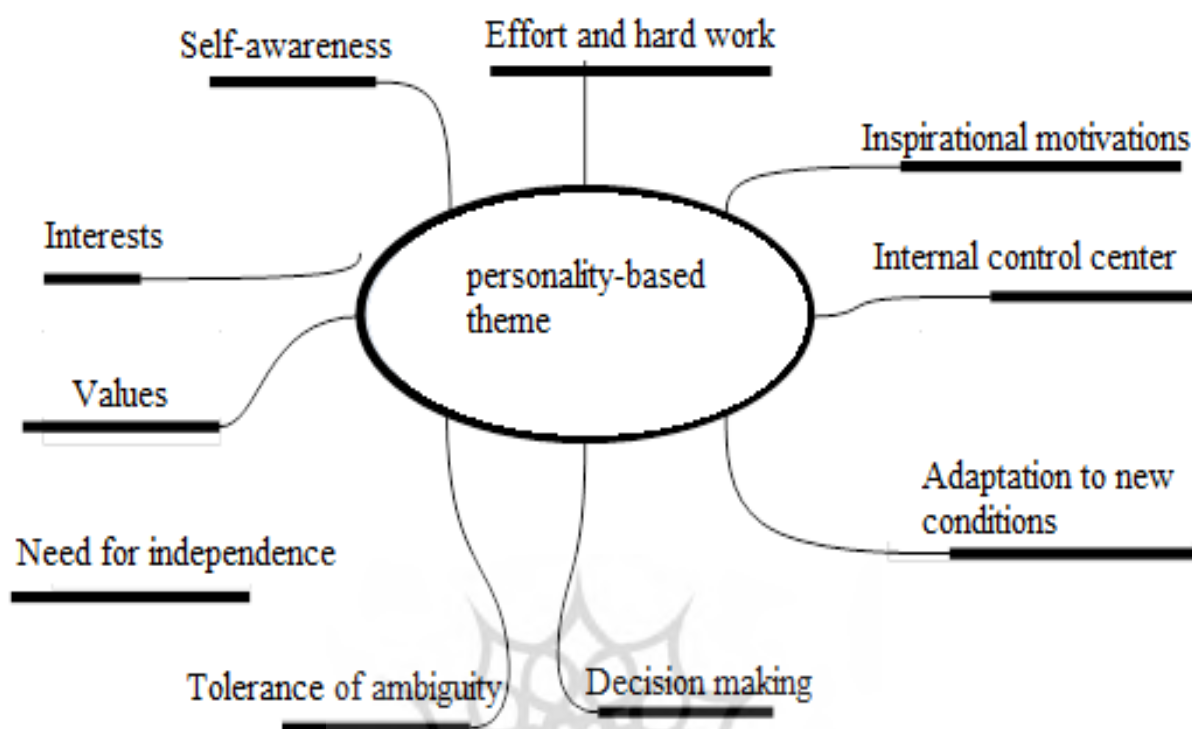 Effort and hard work
Self-awareness
Inspirational motivations
Interests
Internal control center
personality-based
theme
Values
Adaptation to new
conditions
Need for independence
Tolerance of ambiguity
Decision making